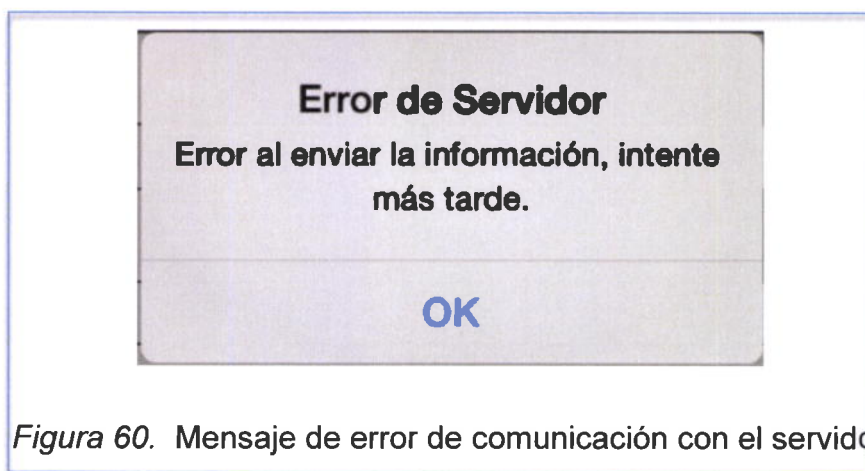 Error de Servidor
Error al enviar la información, intente
más tarde.
OK
Figura 60. Mensaje de error de comunicación con el servido